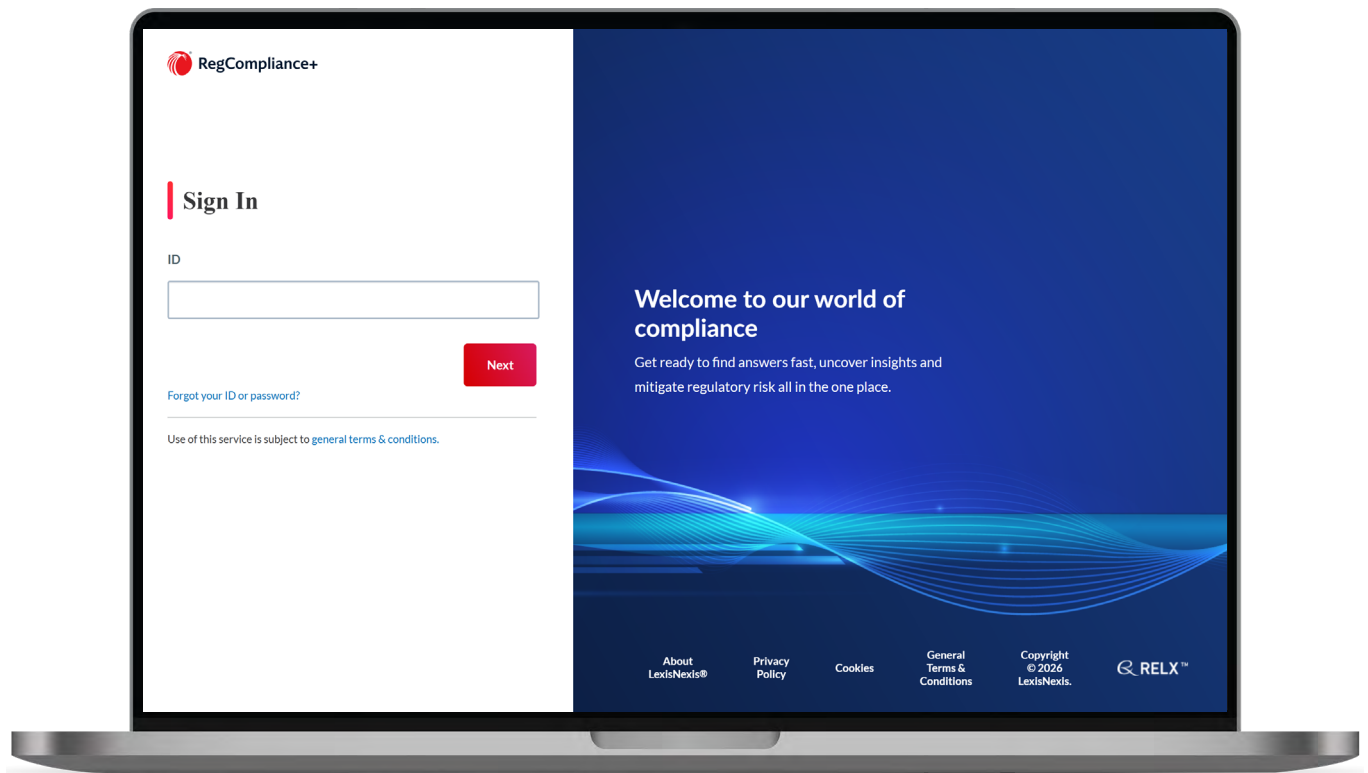 RegCompliance+
Sign In
ID
Next
Forgot your ID or password?
Use of this service is subject to general terms & conditions.
Welcome to our world of
compliance
Get ready to find answers fast, uncover insights and
mitigate regulatory risk all in the one place.
About
LexisNexis®
Privacy
Policy
Cookies
General
Terms &
Conditions
Copyright
© 2026
LexisNexis.
RELX™